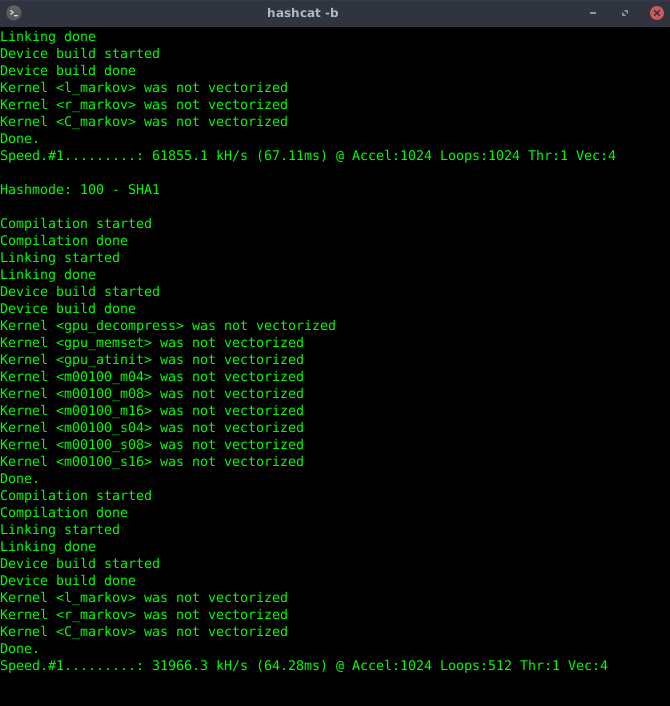 hashcat -b
Linking done
Device build started
Device build done
Kernel <l_markov> was not vectorized
Kernel <r_markov> was not vectorized
Kernel <C_markov> was not vectorized
Done.
Speed.#1.........: 61855.1 kH/s (67.11ms) @ Accel:1024 Loops:1024 Thr:1 Vec:4
Hashmode: 100 - SHA1
Compilation started
Compilation done
Linking started
Linking done
Device build started
Device build done
Kernel <gpu_decompress> was not vectorized
Kernel <gpu_memset> was not vectorized
Kernel <gpu_atinit> was not vectorized
Kernel <m00100_m04> was not vectorized
Kernel <m00100_m08> was not vectorized
Kernel <m00100_m16> was not vectorized
Kernel <m00100_s04> was not vectorized
Kernel <m00100_s08> was not vectorized
Kernel <m00100_s16> was not vectorized
Done.
Compilation started
Compilation done
Linking started
Linking done
Device build started
Device build done
Kernel <l_markov> was not vectorized
Kernel <r_markov> was not vectorized
Kernel <C_markov> was not vectorized
Done.
Speed.#1.........: 31966.3 kH/s (64.28ms) @ Accel:1024 Loops:512 Thr:1 Vec:4